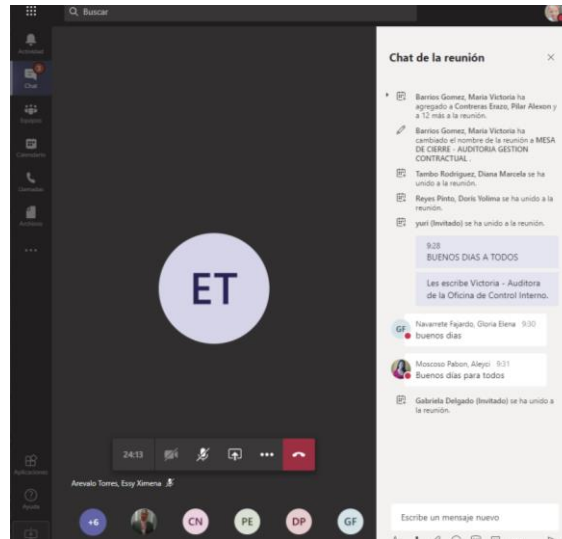 Buscar
Actividad
3
Chat
Equipos
Calendario
Llamadas
Archivos
Aplicaciones
Ayuda
ET
24:13
Arevalo Torres, Essy Ximena
+6
CN
PE
DP
GF
Chat de la reunión
Barrios Gomez, Maria Victoria ha
agregado a Contreras Erazo, Pilar Alexon y
a 12 más a la reunión.
Barrios Gomez, Maria Victoria ha
cambiado el nombre de la reunión a MESA
DE CIERRE - AUDITORIA GESTION
CONTRACTUAL .
Tambo Rodriguez, Diana Marcela se ha
unido a la reunión.
Reyes Pinto, Doris Yolima se ha unido a la
reunión.
yuri (Invitado) se ha unido a la reunión.
9:28
BUENOS DIAS A TODOS
Les escribe Victoria - Auditora
de la Oficina de Control Interno.
GF
Navarrete Fajardo, Gloria Elena 9:30
buenos dias
Moscoso Pabon, Aleyci 9:31
Buenos días para todos
Gabriela Delgado (Invitado) se ha unido a
la reunión.
Escribe un mensaje nuevo